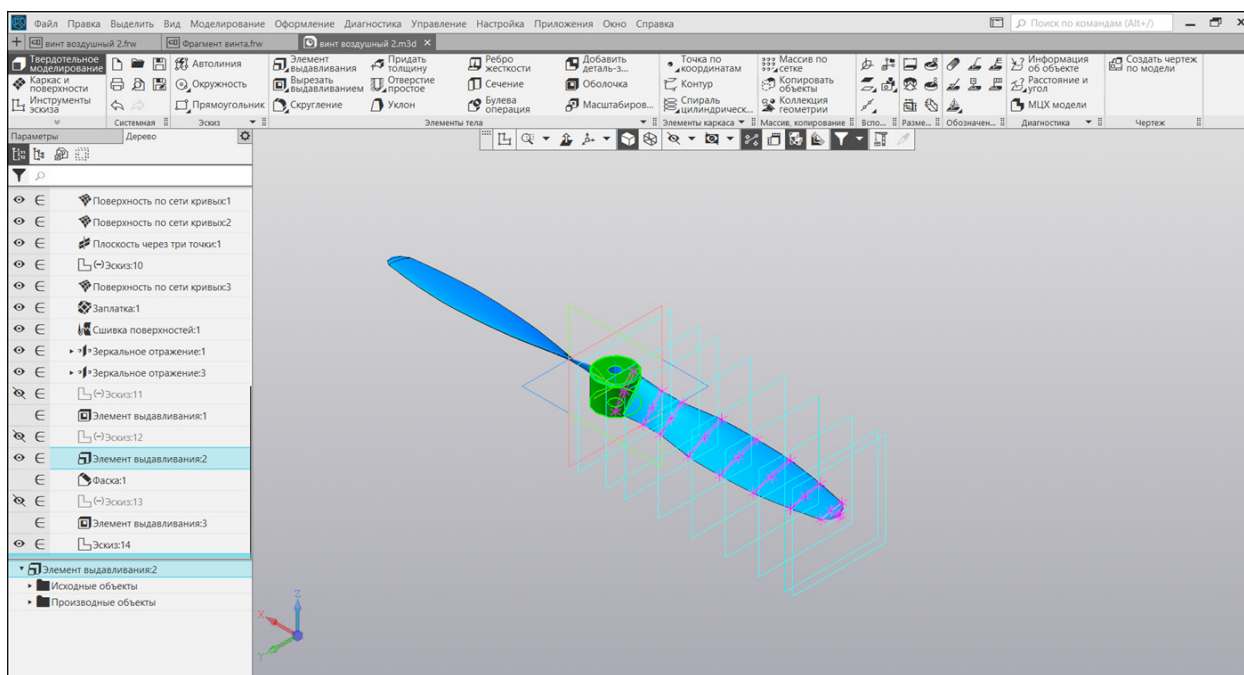 Файл Правка Выделить Вид Моделирование Оформление Диагностика Управление Настройка Приложения Окно Справка
Поиск по командам (Alt+/)
винт воздушный 2.frw
Фрагмент винта.frw
винт воздушный 2.m3d
Твердотельное моделирование
Каркас и поверхности
Инструменты эскиза
Системная
Автолиния
Окружность
Прямоугольник
Эскиз
Элемент выдавливания
Вырезать выдавливанием
Скругление
Придать толщину
Отверстие простое
Уклон
Ребро жесткости
Сечение
Булева операция
Добавить деталь-з...
Оболочка
Масштабиров...
Элементы тела
Точка по координатам
Контур
Спираль цилиндрическ...
Элементы каркаса
Массив по сетке
Копировать объекты
Коллекция геометрии
Массив, копирование
Вспо...
Разме...
Обозначен...
Информация об объекте
Расстояние и угол
МЦХ модели
Диагностика
Создать чертеж по модели
Чертеж
Параметры
Дерево
Поверхность по сети кривых:1
Поверхность по сети кривых:2
Плоскость через три точки:1
(-)Эскиз:10
Поверхность по сети кривых:3
Заплатка:1
Сшивка поверхностей:1
Зеркальное отражение:1
Зеркальное отражение:3
(-)Эскиз:11
Элемент выдавливания:1
(-)Эскиз:12
Элемент выдавливания:2
Фаска:1
(-)Эскиз:13
Элемент выдавливания:3
Эскиз:14
Элемент выдавливания:2
Исходные объекты
Производные объекты
Z
X
Y